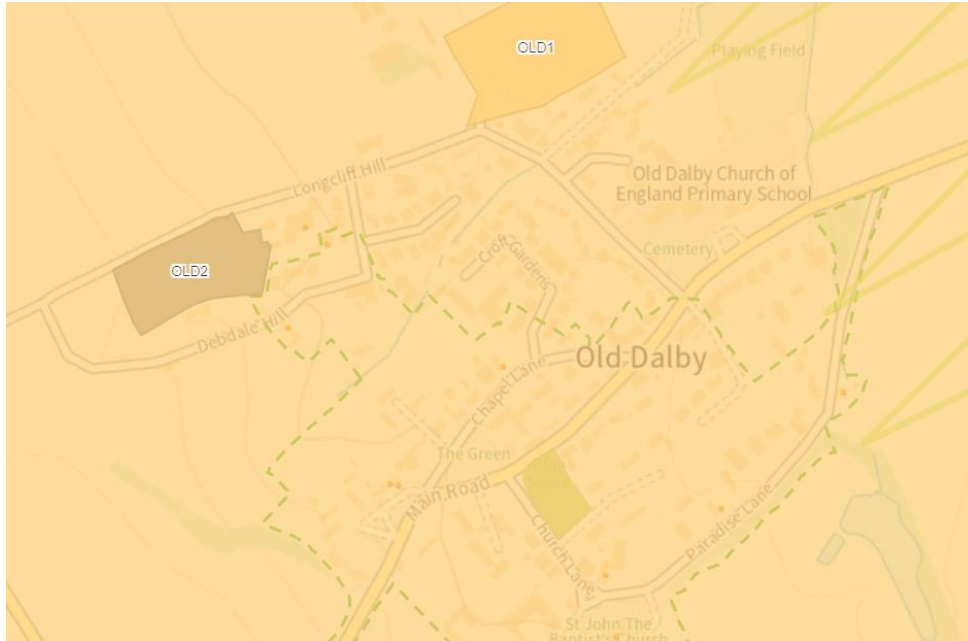 OLD1
Playing Field
Longcliff Hill
Old Dalby Church of
England Primary School
Cemetery
Croft Gardens
OLD2
Debdale Hill
Old Dalby
Chapel Lane
The Green
Main Road
Church Lane
Paradise Lane
St John The
Baptist's Church